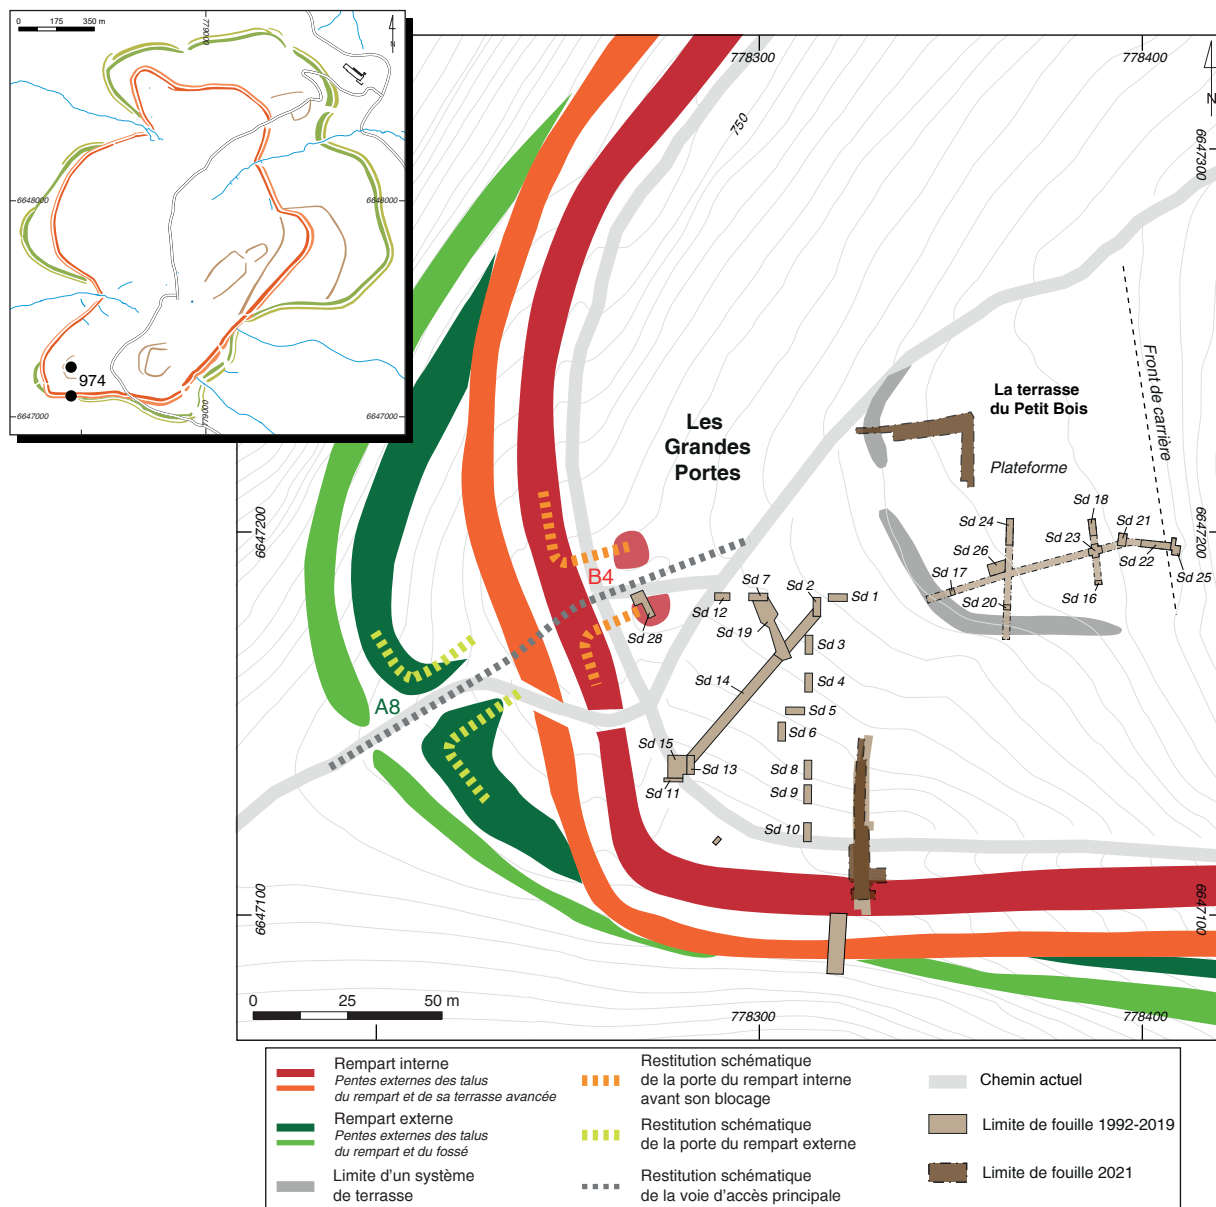 0 175 350 m
779000
N
6648000
6648000
974
6647000
6647000
779000
778300
778400
N
750
6647300
Les
Grandes
Portes
La terrasse
du Petit Bois
Plateforme
Front de carrière
6647200
6647200
Sd 18
Sd 24
Sd 21
Sd 23
Sd 26
Sd 22
Sd 25
Sd 17
Sd 16
Sd 20
B4
Sd 7
Sd 2
Sd 1
Sd 12
Sd 28
Sd 19
Sd 3
Sd 14
Sd 4
A8
Sd 5
Sd 6
Sd 15
Sd 13
Sd 8
Sd 11
Sd 9
Sd 10
6647100
6647100
0 25 50 m
778300
778400
Rempart interne
Pentes externes des talus
du rempart et de sa terrasse avancée
Rempart externe
Pentes externes des talus
du rempart et du fossé
Limite d'un système
de terrasse
Restitution schématique
de la porte du rempart interne
avant son blocage
Restitution schématique
de la porte du rempart externe
Restitution schématique
de la voie d'accès principale
Chemin actuel
Limite de fouille 1992-2019
Limite de fouille 2021